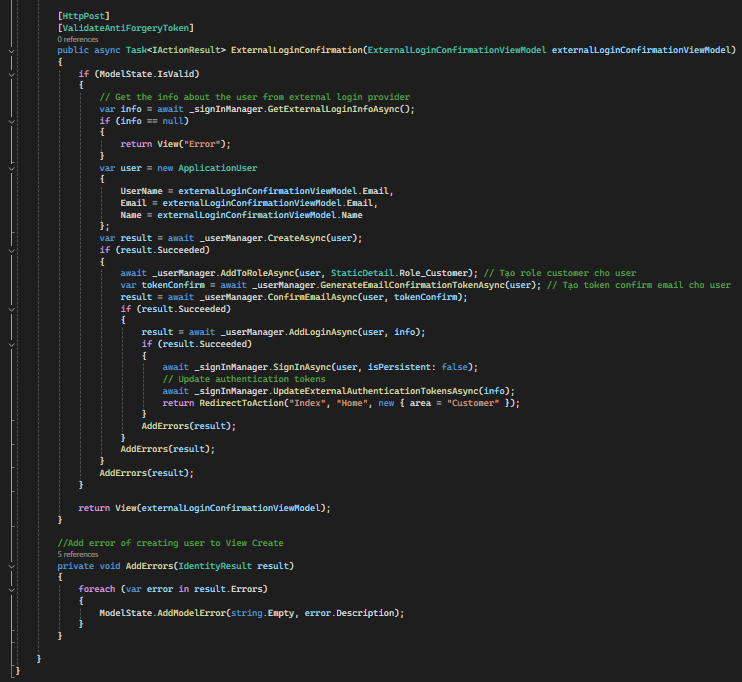 [HttpPost]
[ValidateAntiForgeryToken]
0 references
public async Task<IActionResult> ExternalLoginConfirmation(ExternalLoginConfirmationViewModel externalLoginConfirmationViewModel)
{
if (ModelState.IsValid)
{
// Get the info about the user from external login provider
var info = await _signInManager.GetExternalLoginInfoAsync();
if (info == null)
{
return View("Error");
}
var user = new ApplicationUser
{
UserName = externalLoginConfirmationViewModel.Email,
Email = externalLoginConfirmationViewModel.Email,
Name = externalLoginConfirmationViewModel.Name
};
var result = await _userManager.CreateAsync(user);
if (result.Succeeded)
{
await _userManager.AddToRoleAsync(user, StaticDetail.Role_Customer); // Tạo role customer cho user
var tokenConfirm = await _userManager.GenerateEmailConfirmationTokenAsync(user); // Tạo token confirm email cho user
result = await _userManager.ConfirmEmailAsync(user, tokenConfirm);
if (result.Succeeded)
{
result = await _userManager.AddLoginAsync(user, info);
if (result.Succeeded)
{
await _signInManager.SignInAsync(user, isPersistent: false);
// Update authentication tokens
await _signInManager.UpdateExternalAuthenticationTokensAsync(info);
return RedirectToAction("Index", "Home", new { area = "Customer" });
}
AddErrors(result);
}
AddErrors(result);
}
AddErrors(result);
}
return View(externalLoginConfirmationViewModel);
}
//Add error of creating user to View Create
5 references
private void AddErrors(IdentityResult result)
{
foreach (var error in result.Errors)
{
ModelState.AddModelError(string.Empty, error.Description);
}
}
}
}